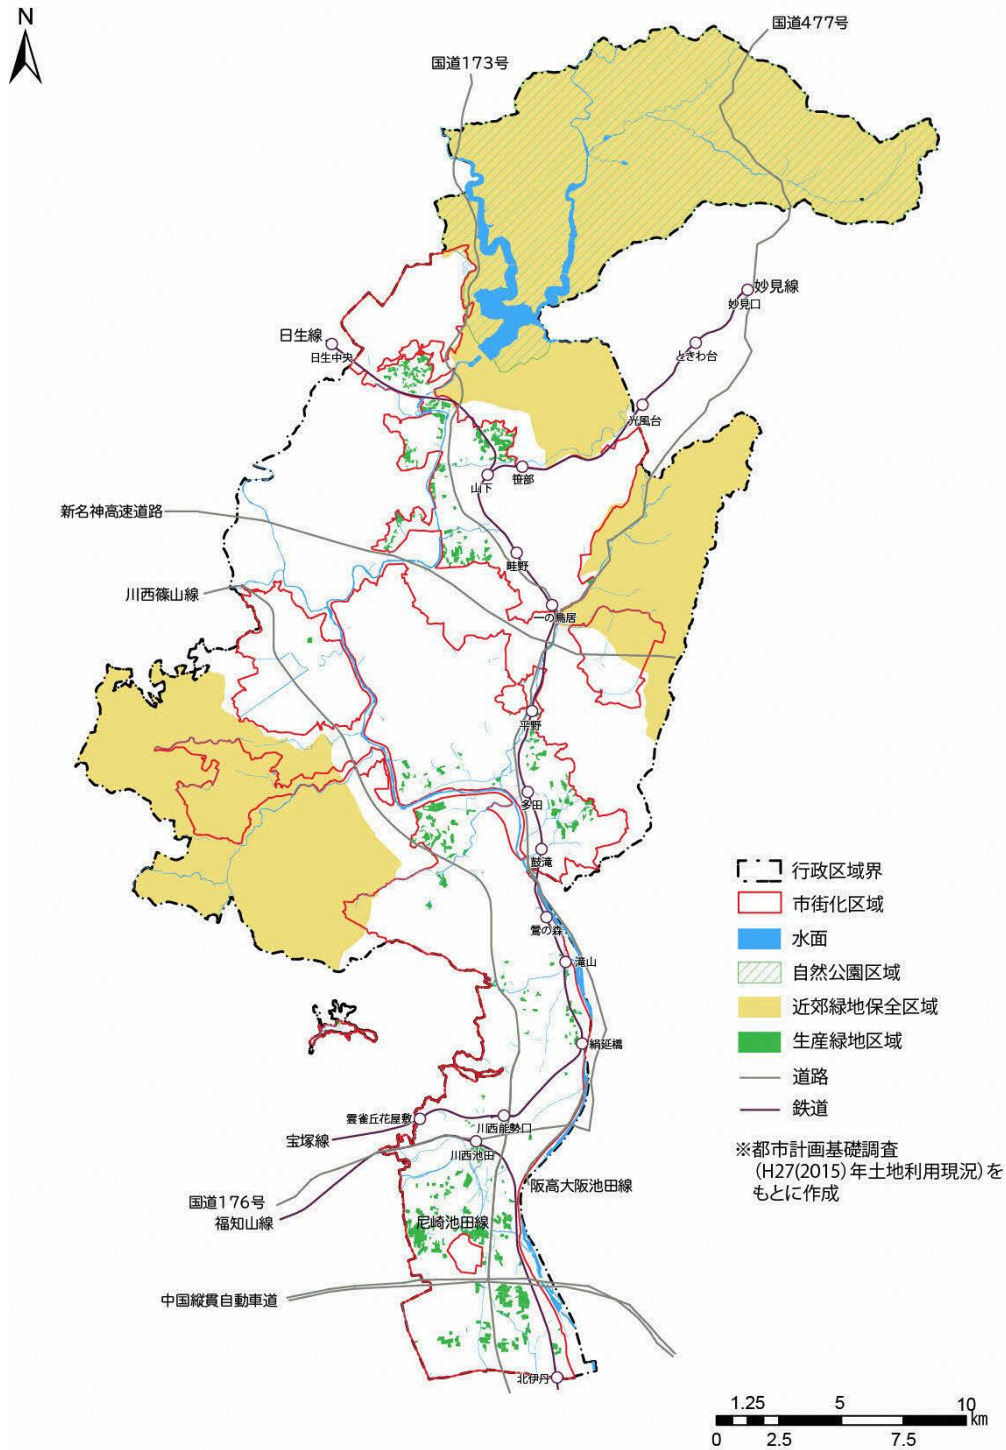 N
国道477号
国道173号
妙見線
妙見口
日生線
日生中央
ときわ台
光風台
笹部
山下
新名神高速道路
畦野
川西篠山線
一の鳥居
平野
多田
鼓滝
鶯の森
滝山
絹延橋
雲雀丘花屋敷
川西能勢口
宝塚線
川西池田
国道176号
阪高大阪池田線
福知山線
尼崎池田線
中国縦貫自動車道
北伊丹
行政区域界
市街化区域
水面
自然公園区域
近郊緑地保全区域
生産緑地区域
道路
鉄道
※都市計画基礎調査
(H27(2015)年土地利用現況)を
もとに作成
1.25 5 10
km
0 2.5 7.5